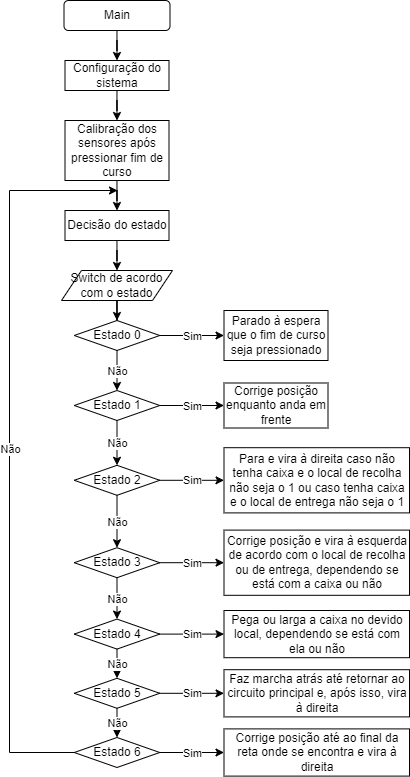 Main
Configuração do
sistema
Calibração dos
sensores após
pressionar fim de
curso
Decisão do estado
Switch de acordo
com o estado
Estado 0
Sim
Parado à espera
que o fim de curso
seja pressionado
Não
Estado 1
Sim
Corrige posição
enquanto anda em
frente
Não
Não
Estado 2
Sim
Para e vira à direita caso não
tenha caixa e o local de recolha
não seja o 1 ou caso tenha caixa
e o local de entrega não seja o 1
Não
Estado 3
Sim
Corrige posição e vira à esquerda
de acordo com o local de recolha
ou de entrega, dependendo se
está com a caixa ou não
Não
Estado 4
Sim
Pega ou larga a caixa no devido
local, dependendo se está com
ela ou não
Não
Estado 5
Sim
Faz marcha atrás até retornar ao
circuito principal e, após isso, vira
à direita
Não
Estado 6
Sim
Corrige posição até ao final da
reta onde se encontra e vira à
direita